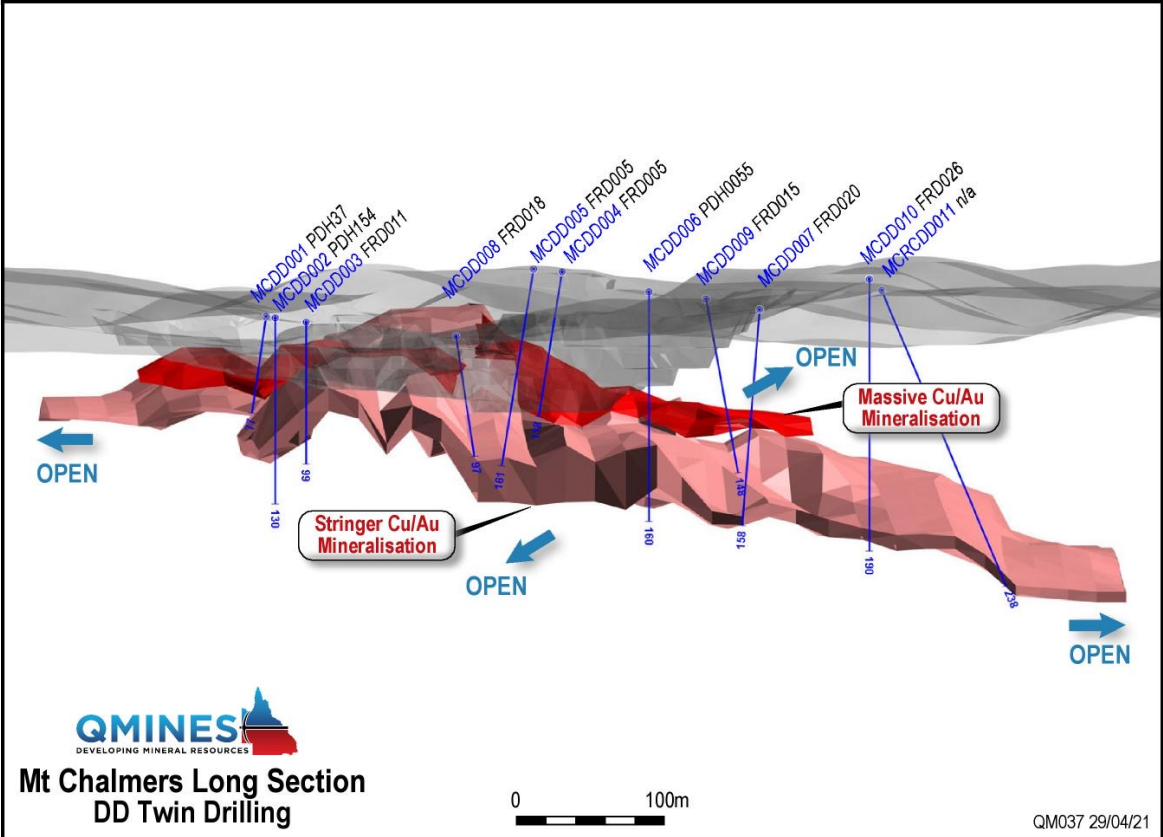 MCDD001 PDH37
MCDD002 PDH154
MCDD003 FRD011
MCDD008 FRD018
MCDD005 FRD005
MCDD004 FRD005
MCDD006 PDH0055
MCDD009 FRD015
MCDD007 FRD020
MCDD010 FRD026
MCRCDD011 n/a
OPEN
Massive Cu/Au
Mineralisation
OPEN
77
130
99
97
161
160
148
158
190
238
Stringer Cu/Au
Mineralisation
OPEN
OPEN
QMINES
DEVELOPING MINERAL RESOURCES
Mt Chalmers Long Section
DD Twin Drilling
0 100m
QM037 29/04/21